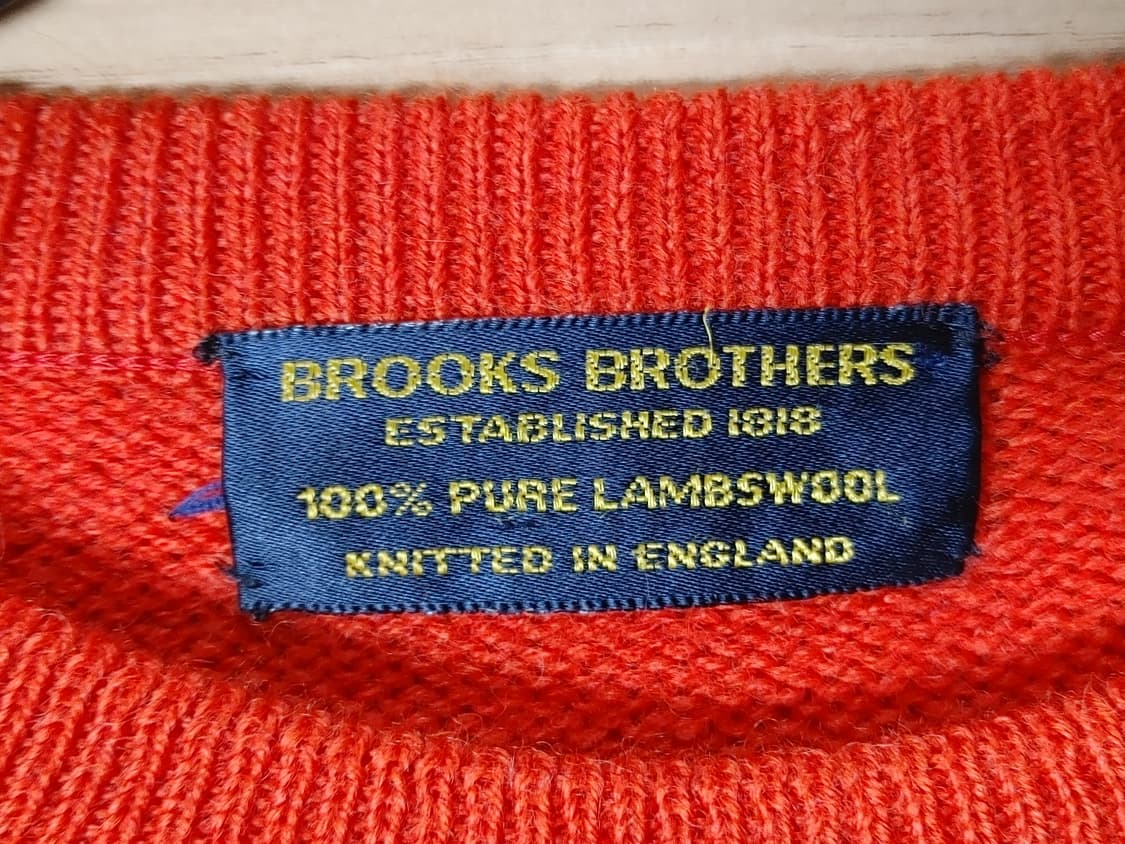 BROOKS BROTHERS
ESTABLISHED 1818
100% PURE LAMBSWOOL
KNITTED IN ENGLAND